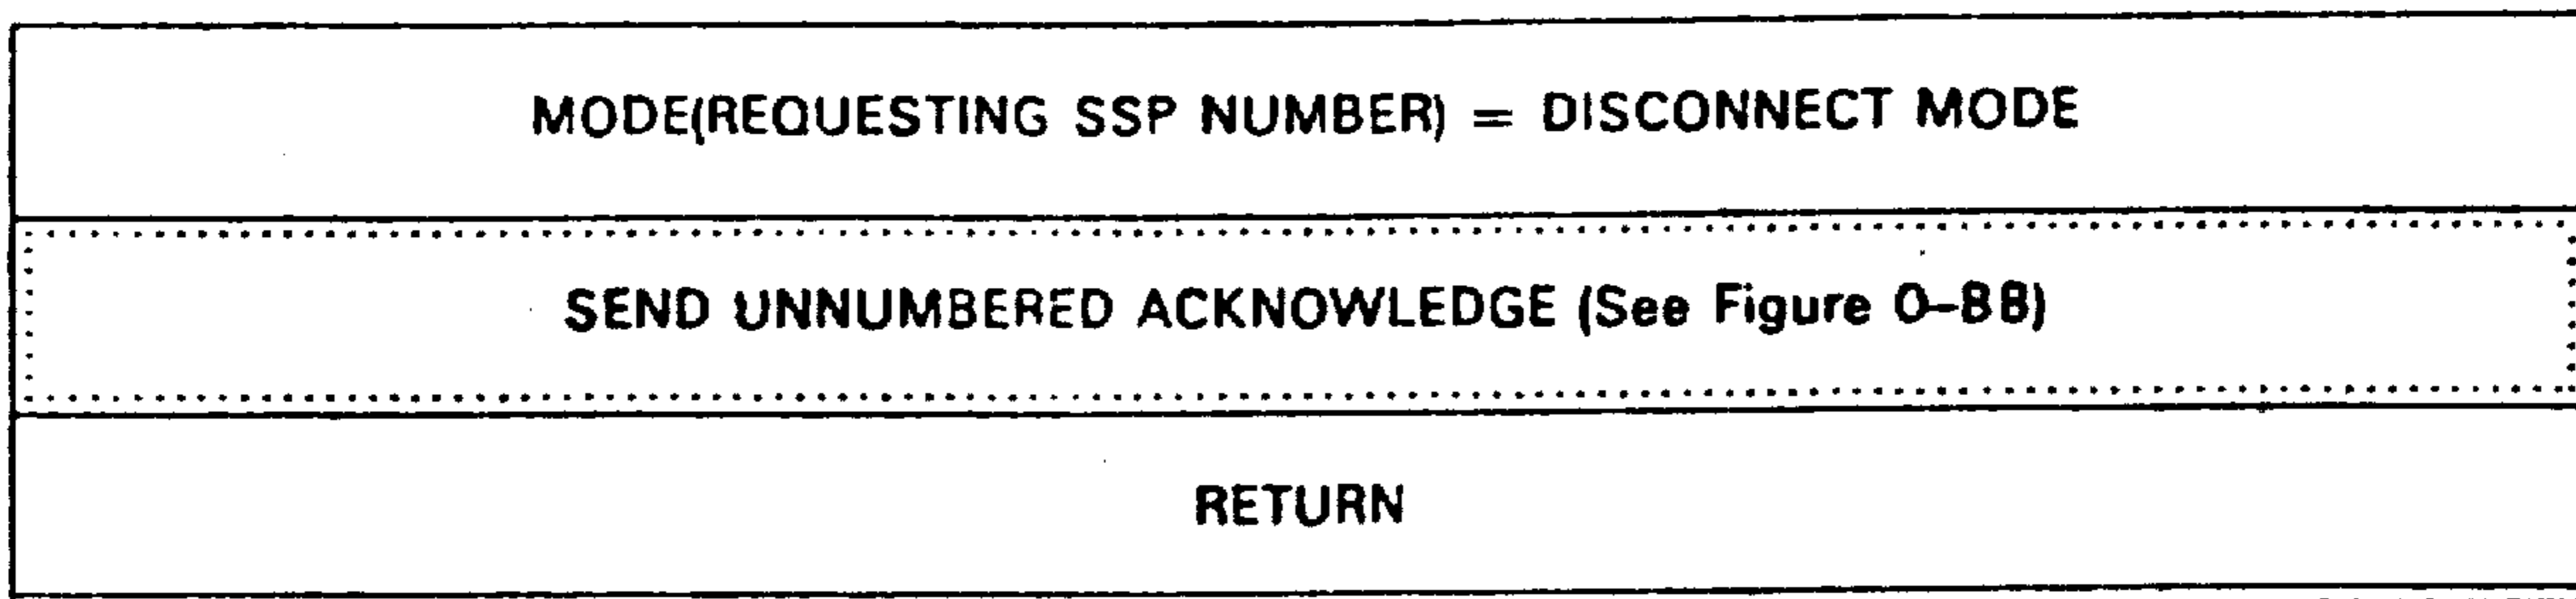 MODE(REQUESTING SSP NUMBER) = DISCONNECT MODE
SEND UNNUMBERED ACKNOWLEDGE (See Figure O–88)
RETURN